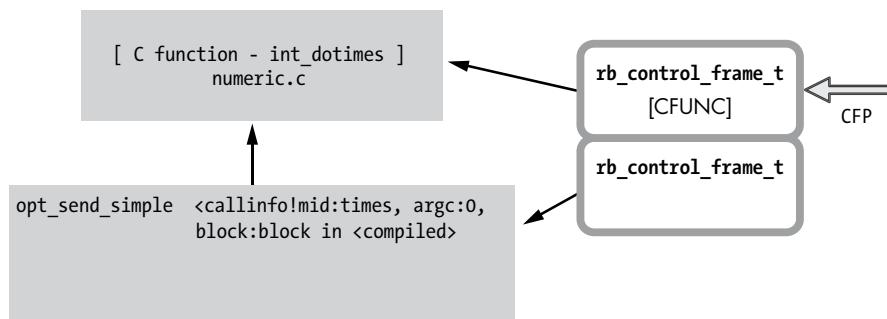 [ C function - int_dotimes ]
numeric.c
rb_control_frame_t
[CFUNC]
CFP
rb_control_frame_t
opt_send_simple <callinfo!mid:times, argc:0,
block:block in <compiled>